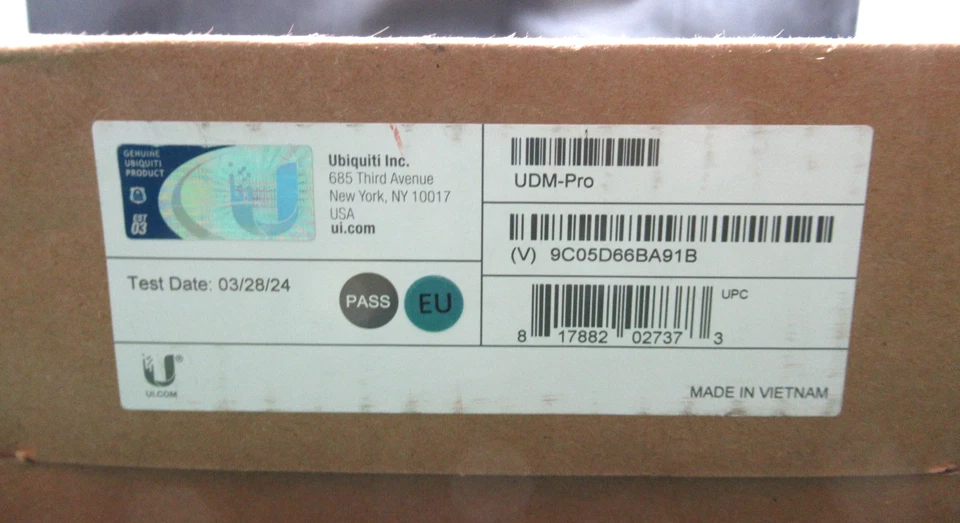 GENUINE
UBIQUITI
PRODUCT
EST
03
Ubiquiti Inc.
685 Third Avenue
New York, NY 10017
USA
ui.com
Test Date: 03/28/24
PASS
EU
U®
UI.COM
UDM-Pro
(V) 9C05D66BA91B
UPC
8 17882 02737 3
MADE IN VIETNAM